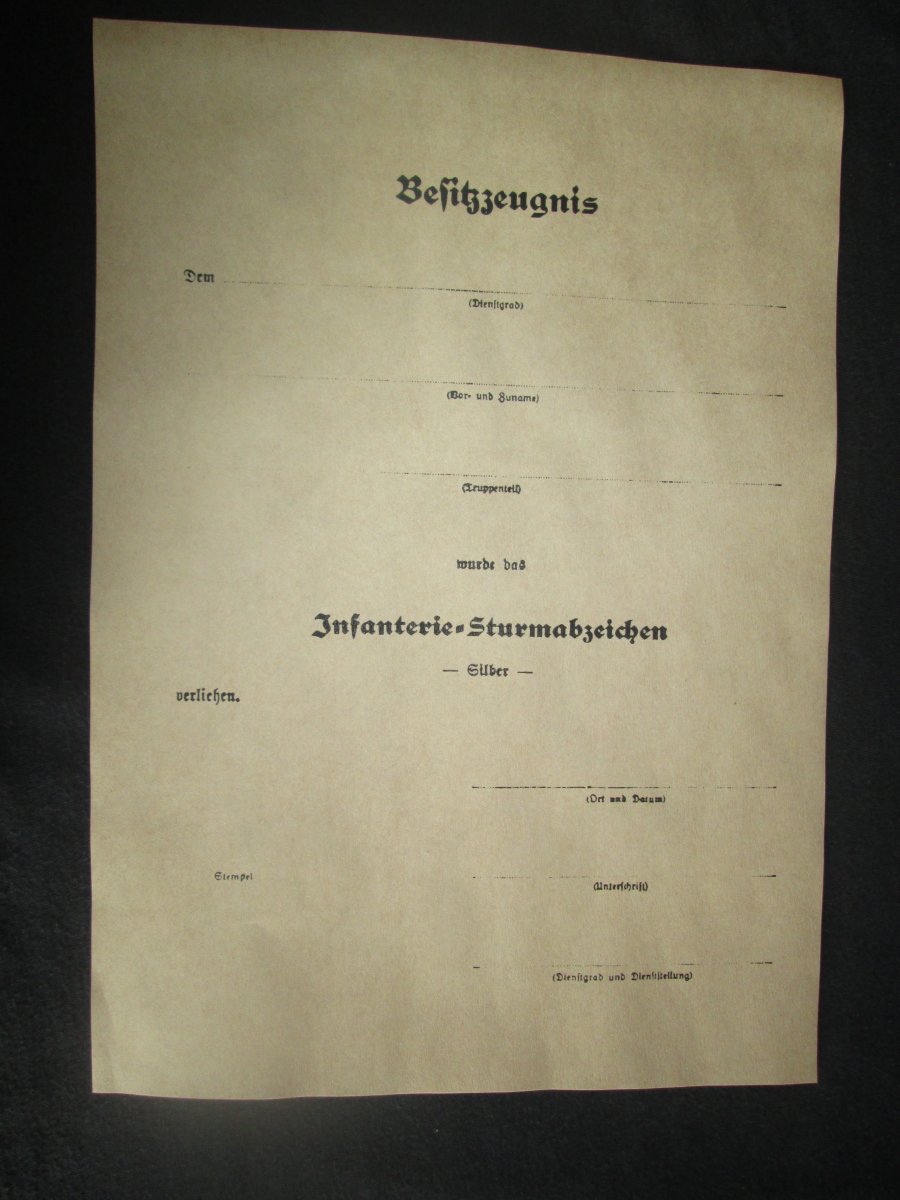 Besitzzeugnis
Dem
(Dienstgrad)
(Vor- und Zuname)
(Truppenteil)
wurde das
Infanterie-Sturmabzeichen
— Silber —
verliehen.
(Ort und Datum)
Stempel
(Unterschrift)
(Dienstgrad und Dienststellung)